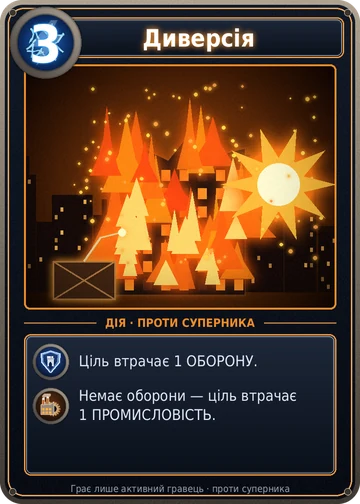 3
Диверсія
ДІЯ · ПРОТИ СУПЕРНИКА
Ціль втрачає 1 ОБОРОНУ.
Немає оборони — ціль втрачає
1 ПРОМИСЛОВІСТЬ.
Грає лише активний гравець · проти суперника